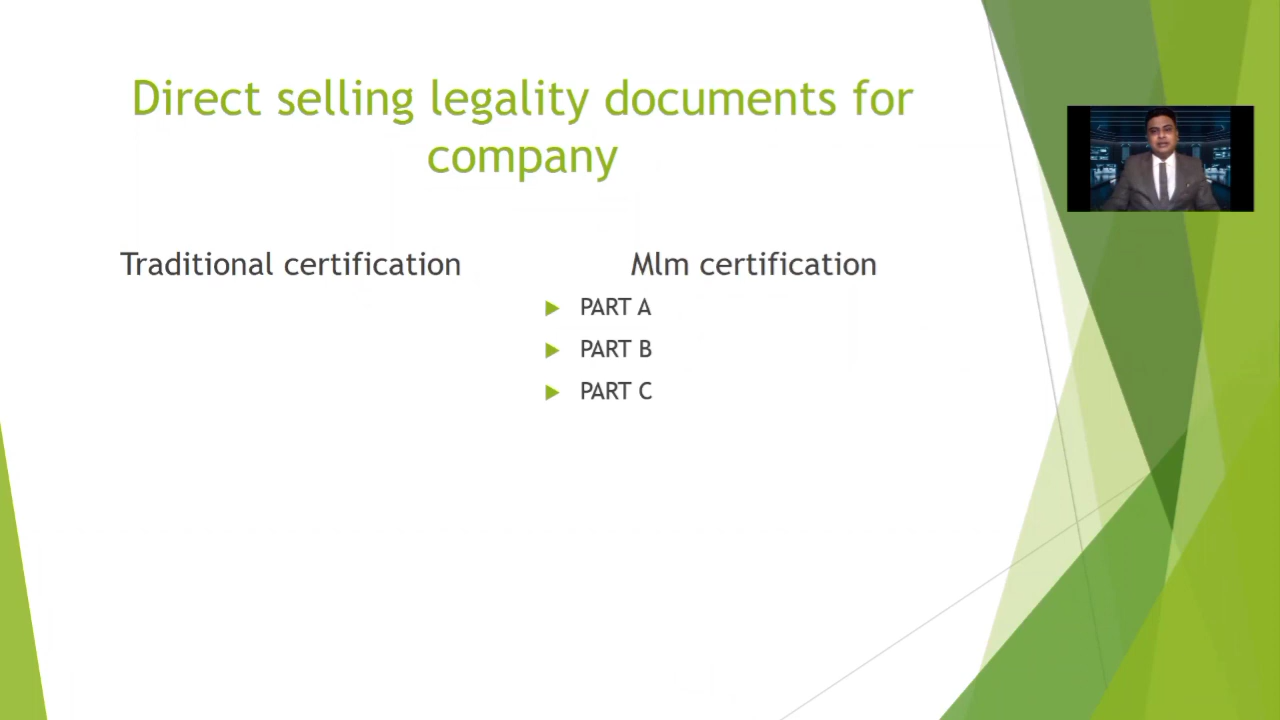 Direct selling legality documents for
company
Traditional certification
Mlm certification
PART A
PART B
PART C